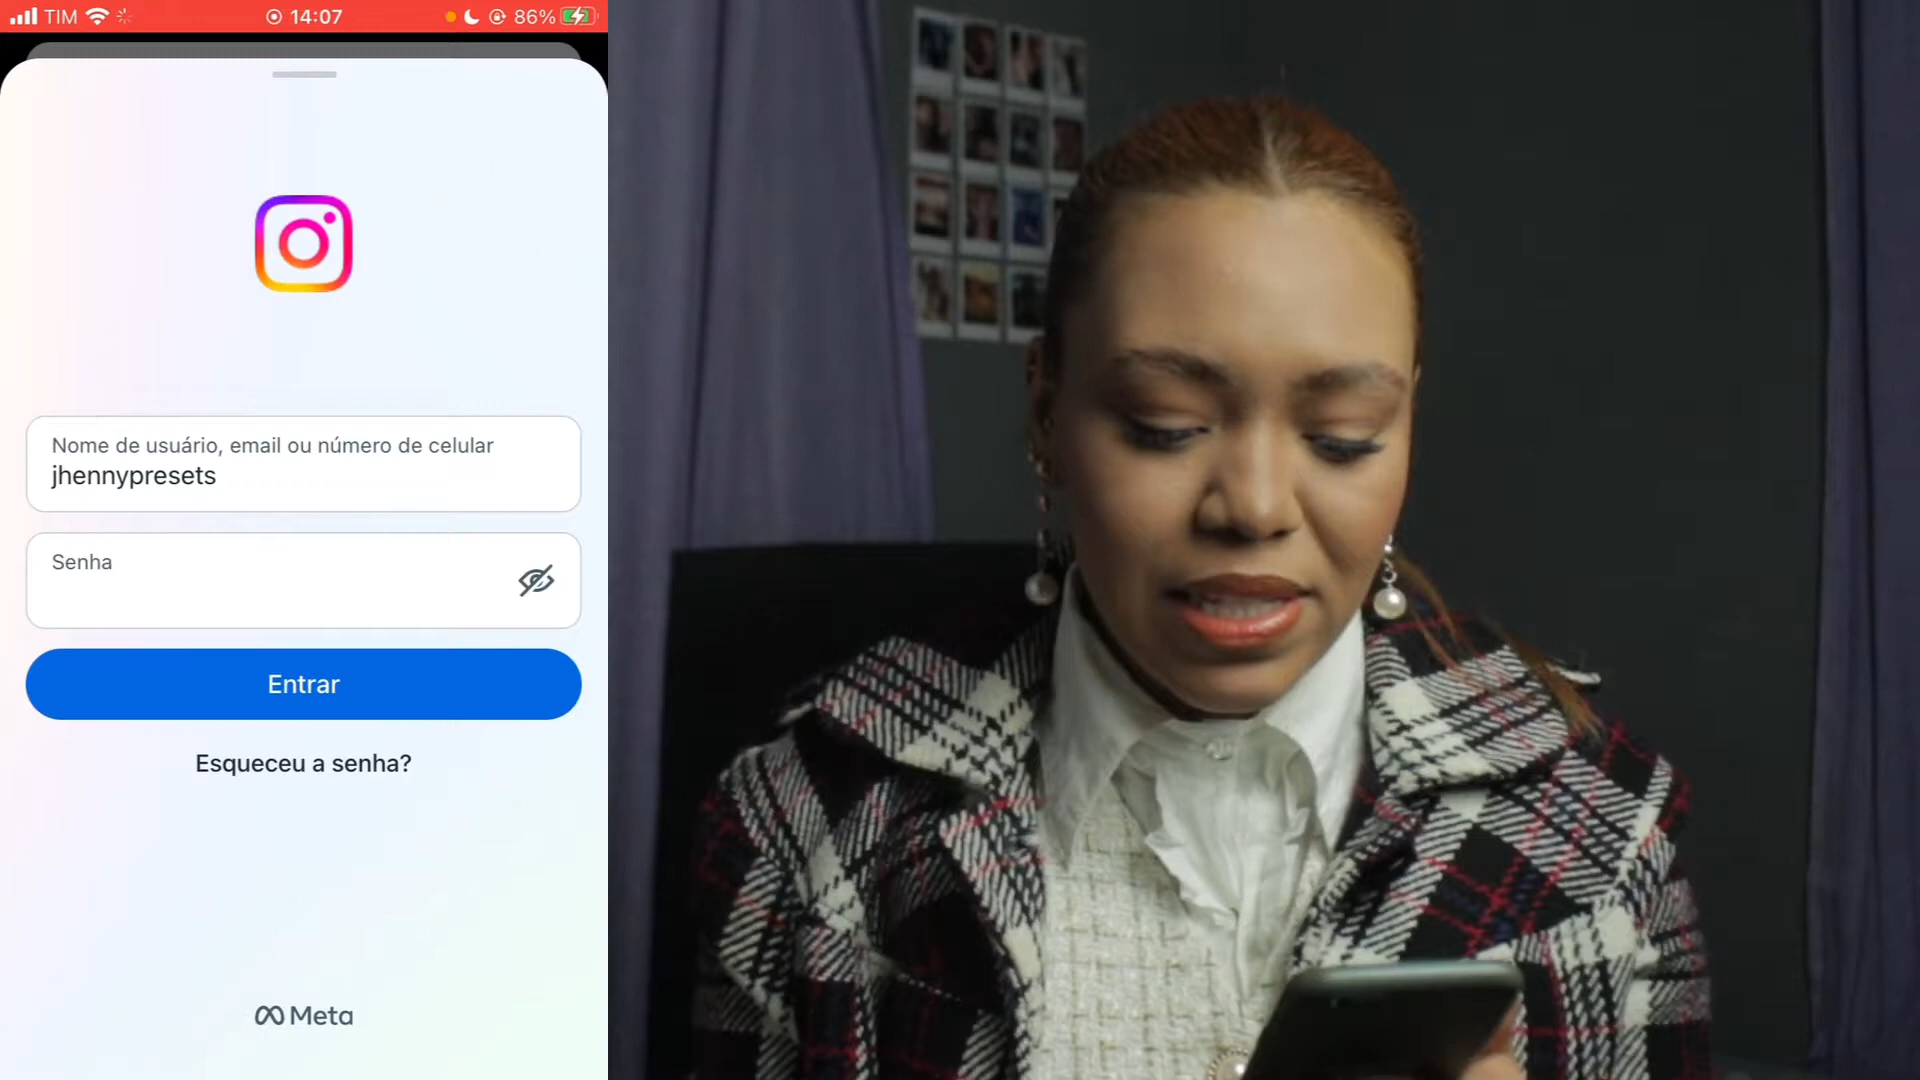 TIM 14:07 86%
Nome de usuário, email ou número de celular
jhennypresets
Senha
Entrar
Esqueceu a senha?
Meta